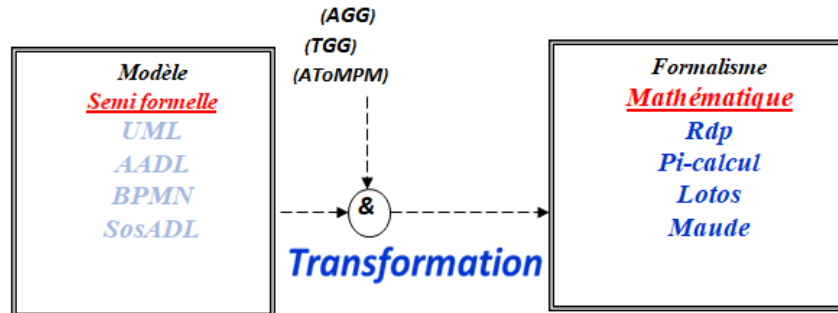 (AGG)
(TGG)
(AToMPM)
Modèle
Semi formelle
UML
AADL
BPMN
SosADL
&
Transformation
Formalisme
Mathématique
Rdp
Pi-calcul
Lotos
Maude